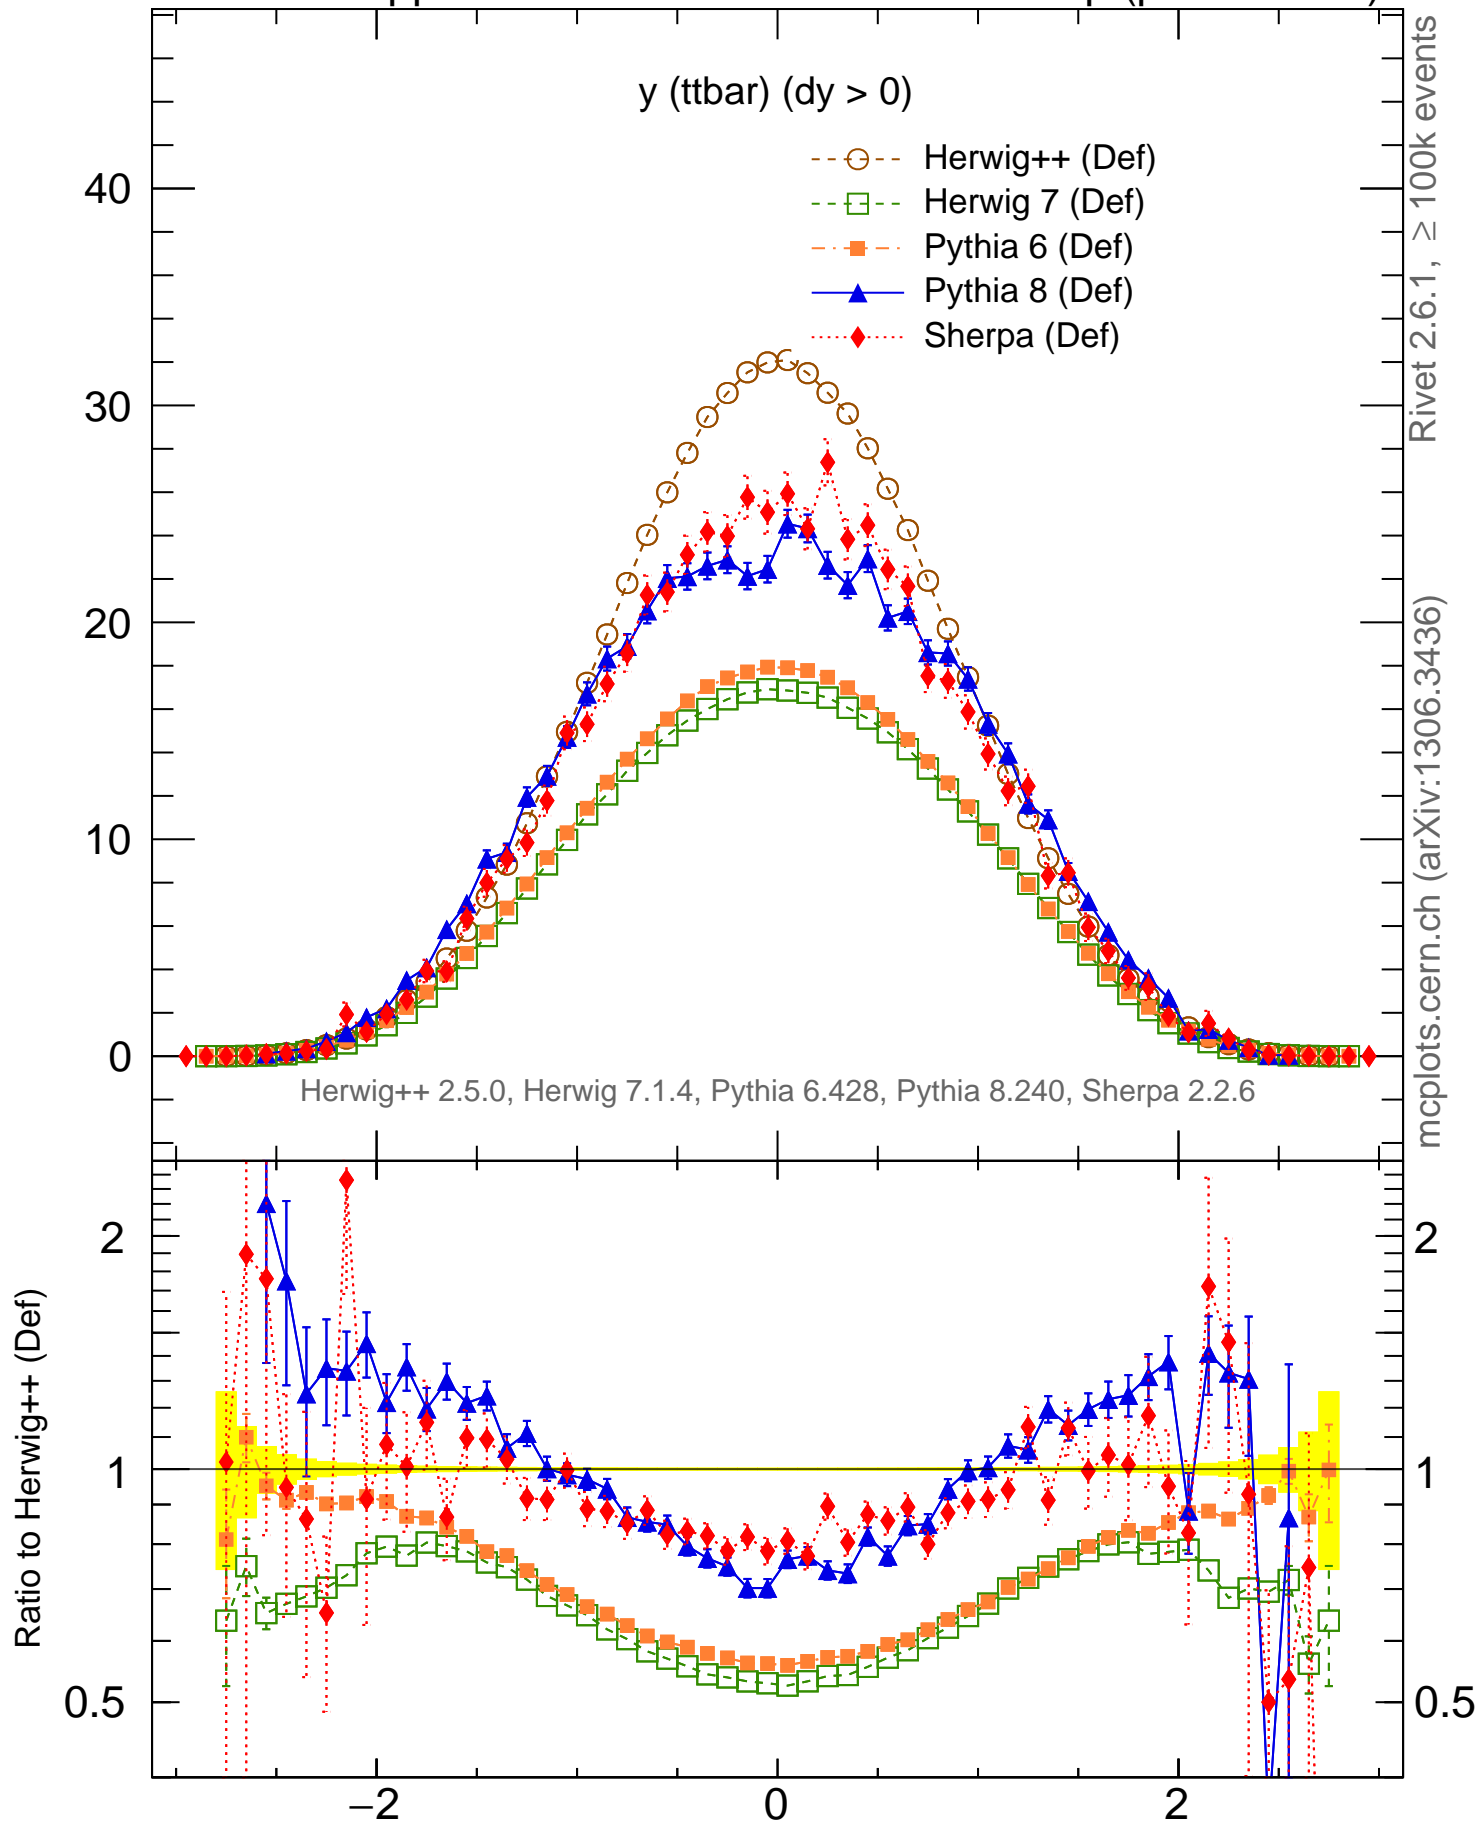 y (ttbar) (dy > 0)
Herwig++ (Def)
Herwig 7 (Def)
Pythia 6 (Def)
Pythia 8 (Def)
Sherpa (Def)
40
30
20
10
0
Herwig++ 2.5.0, Herwig 7.1.4, Pythia 6.428, Pythia 8.240, Sherpa 2.2.6
Rivet 2.6.1, ≥ 100k events
mcplots.cern.ch (arXiv:1306.3436)
Ratio to Herwig++ (Def)
2
1
0.5
2
1
0.5
−2
0
2